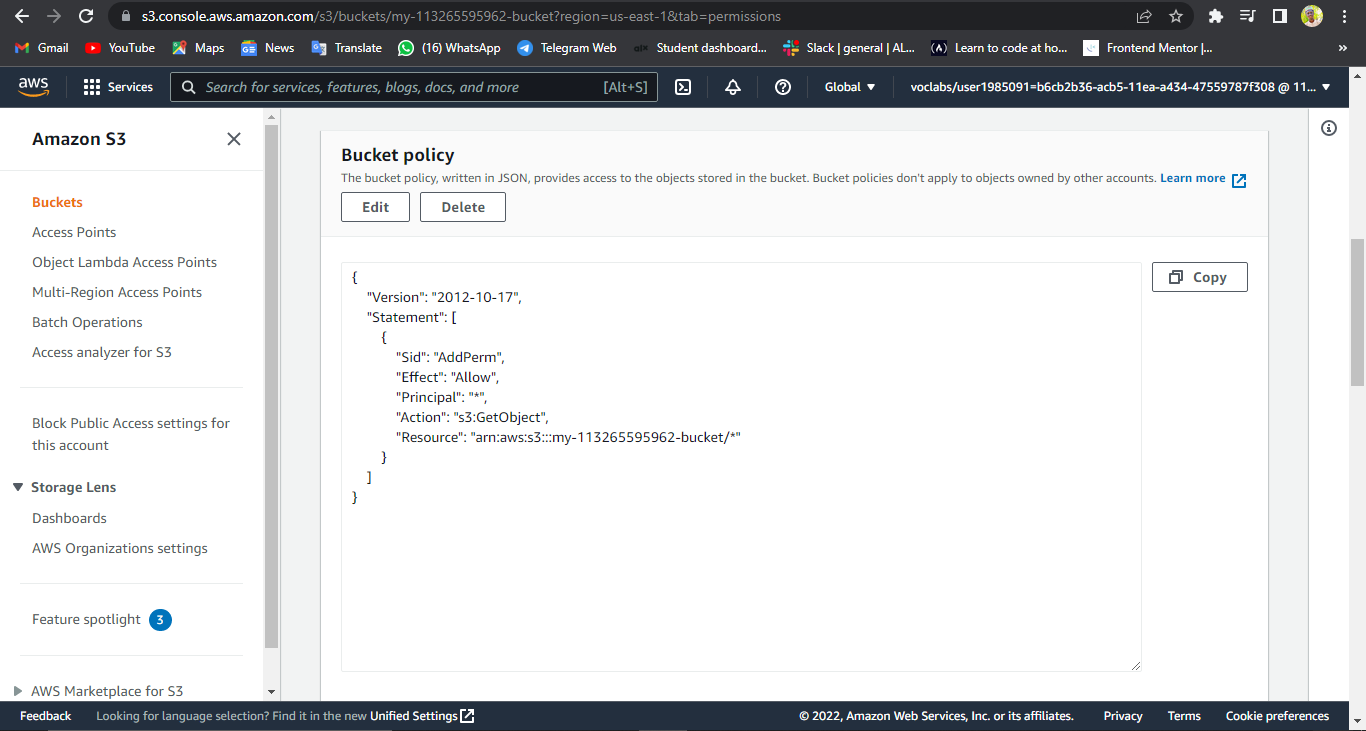 s3.console.aws.amazon.com/s3/buckets/my-113265595962-bucket?region=us-east-1&tab=permissions
Gmail YouTube Maps News Translate (16) WhatsApp Telegram Web Student dashboard... Slack | general | AL... Learn to code at ho... Frontend Mentor |... »
aws Services Search for services, features, blogs, docs, and more [Alt+S] Global voclabs/user1985091=b6cb2b36-acb5-11ea-a434-47559787f308 @ 11...
Amazon S3
Buckets
Access Points
Object Lambda Access Points
Multi-Region Access Points
Batch Operations
Access analyzer for S3
Block Public Access settings for
this account
Storage Lens
Dashboards
AWS Organizations settings
Feature spotlight 3
AWS Marketplace for S3
Bucket policy
The bucket policy, written in JSON, provides access to the objects stored in the bucket. Bucket policies don't apply to objects owned by other accounts. Learn more
Edit Delete
Copy
{
"Version": "2012-10-17",
"Statement": [
{
"Sid": "AddPerm",
"Effect": "Allow",
"Principal": "*",
"Action": "s3:GetObject",
"Resource": "arn:aws:s3:::my-113265595962-bucket/*"
}
]
}
Feedback Looking for language selection? Find it in the new Unified Settings © 2022, Amazon Web Services, Inc. or its affiliates. Privacy Terms Cookie preferences